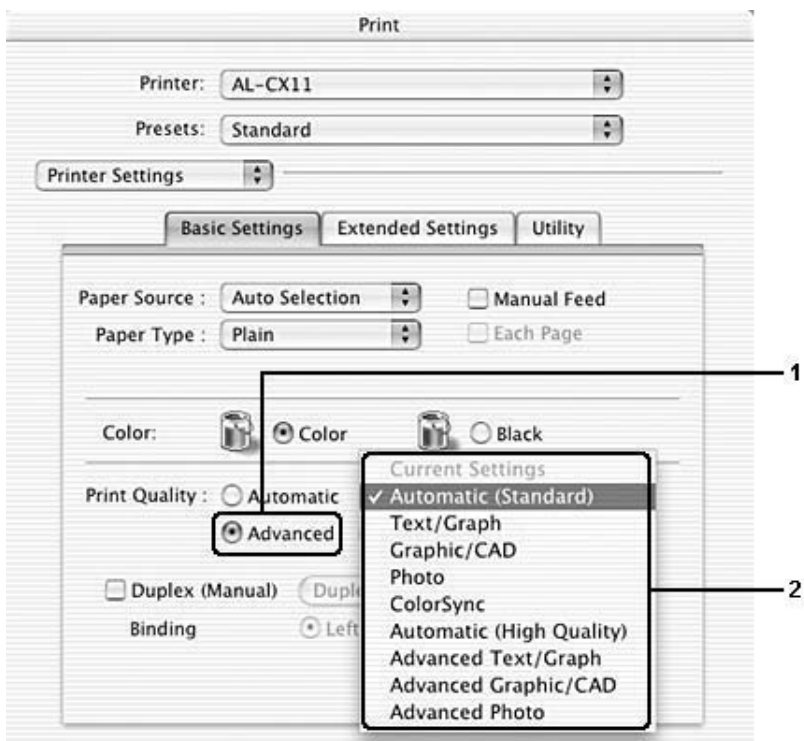 Print
Printer: AL-CX11
Presets: Standard
Printer Settings
Basic Settings Extended Settings Utility
Paper Source : Auto Selection Manual Feed
Paper Type : Plain Each Page
1
Color: Color Black
Current Settings
Print Quality : Automatic ✓ Automatic (Standard)
Advanced Text/Graph
Graphic/CAD
Photo
Duplex (Manual) Duple 2
ColorSync
Binding Left Automatic (High Quality)
Advanced Text/Graph
Advanced Graphic/CAD
Advanced Photo